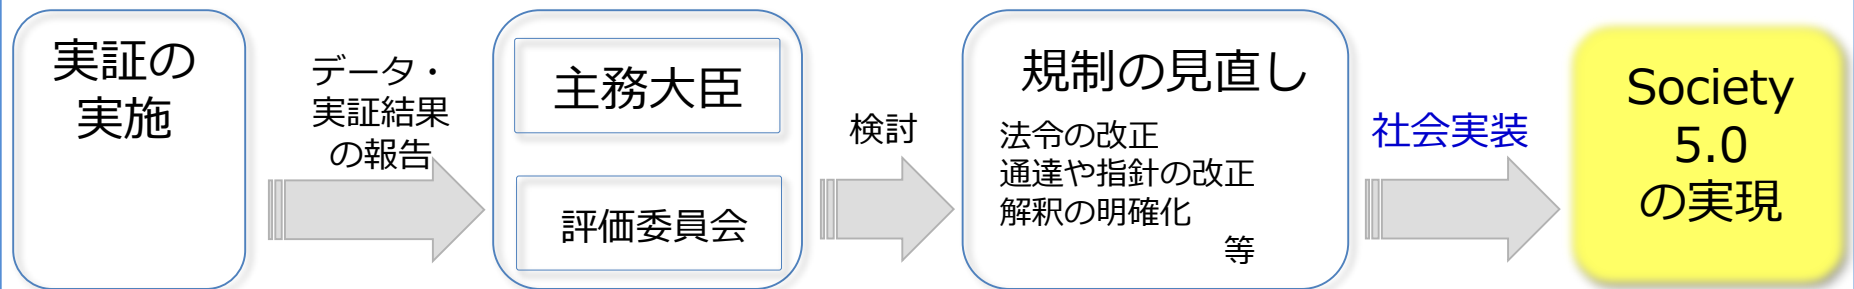 実証の
実施
データ・
実証結果
の報告
主務大臣
評価委員会
検討
規制の見直し
法令の改正
通達や指針の改正
解釈の明確化
等
社会実装
Society
5.0
の実現